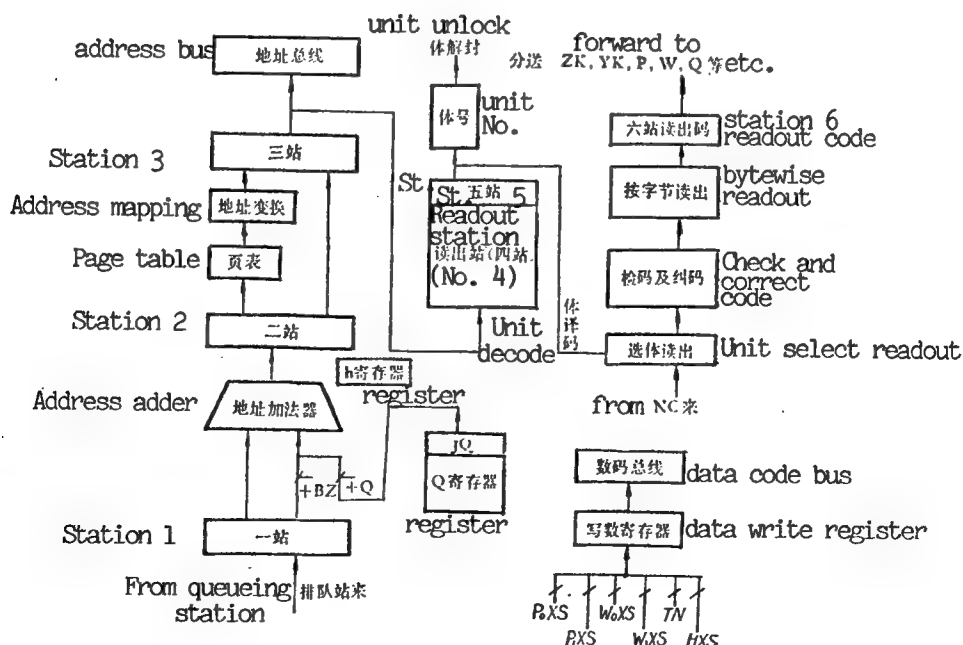 unit unlock
体解封
address bus
地址总线
分送
forward to
ZK, YK, P, W, Q 等etc.
体号
unit
No.
六站读出码
station 6
readout code
Station 3
三站
St
St. 五站 5
Readout
station
读出站(四站.
(No. 4)
按字节读出
bytewise
readout
Address mapping
地址变换
Page table
页表
检码及纠码
Check and
correct
code
Station 2
二站
Unit
decode
体译码
选体读出
Unit select readout
h寄存器
register
from NC来
Address adder
地址加法器
JQ
Q寄存器
register
+BZ
+Q
数码总线
data code bus
Station 1
一站
写数寄存器
data write register
From queueing
station
排队站来
P₀XS
W₀XS
TN
P₁XS
W₁XS
HXS